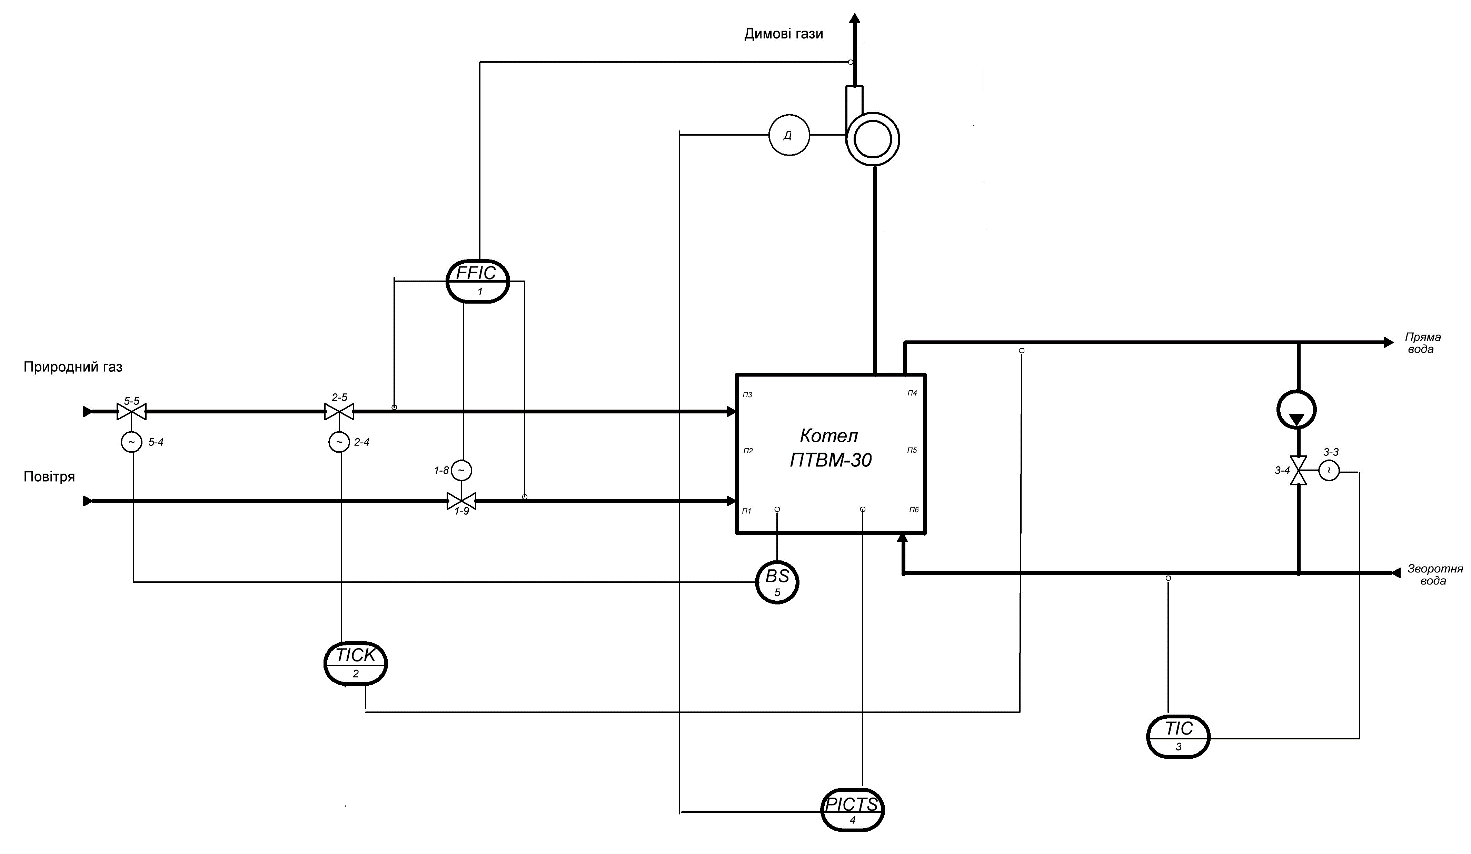 Димові гази
Д
FFIC
1
Природний газ
5-5
2-5
5-4
2-4
1-8
Повітря
1-9
П3
П4
Котел
ПТВМ-30
П2
П5
П1
П6
Пряма
вода
3-3
3-4
~
~
~
~
Зворотня
вода
BS
5
TICK
2
TIC
3
PICTS
4